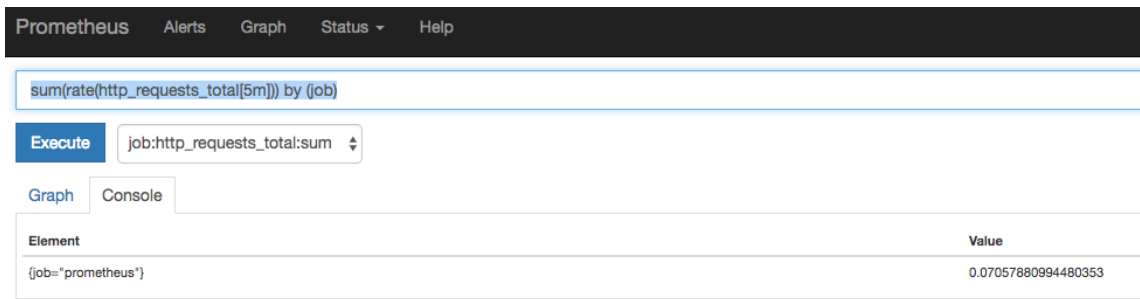 Prometheus Alerts Graph Status Help
sum(rate(http_requests_total[5m])) by (job)
Execute job:http_requests_total:sum
Graph Console
Element Value
{job="prometheus"} 0.07057880994480353